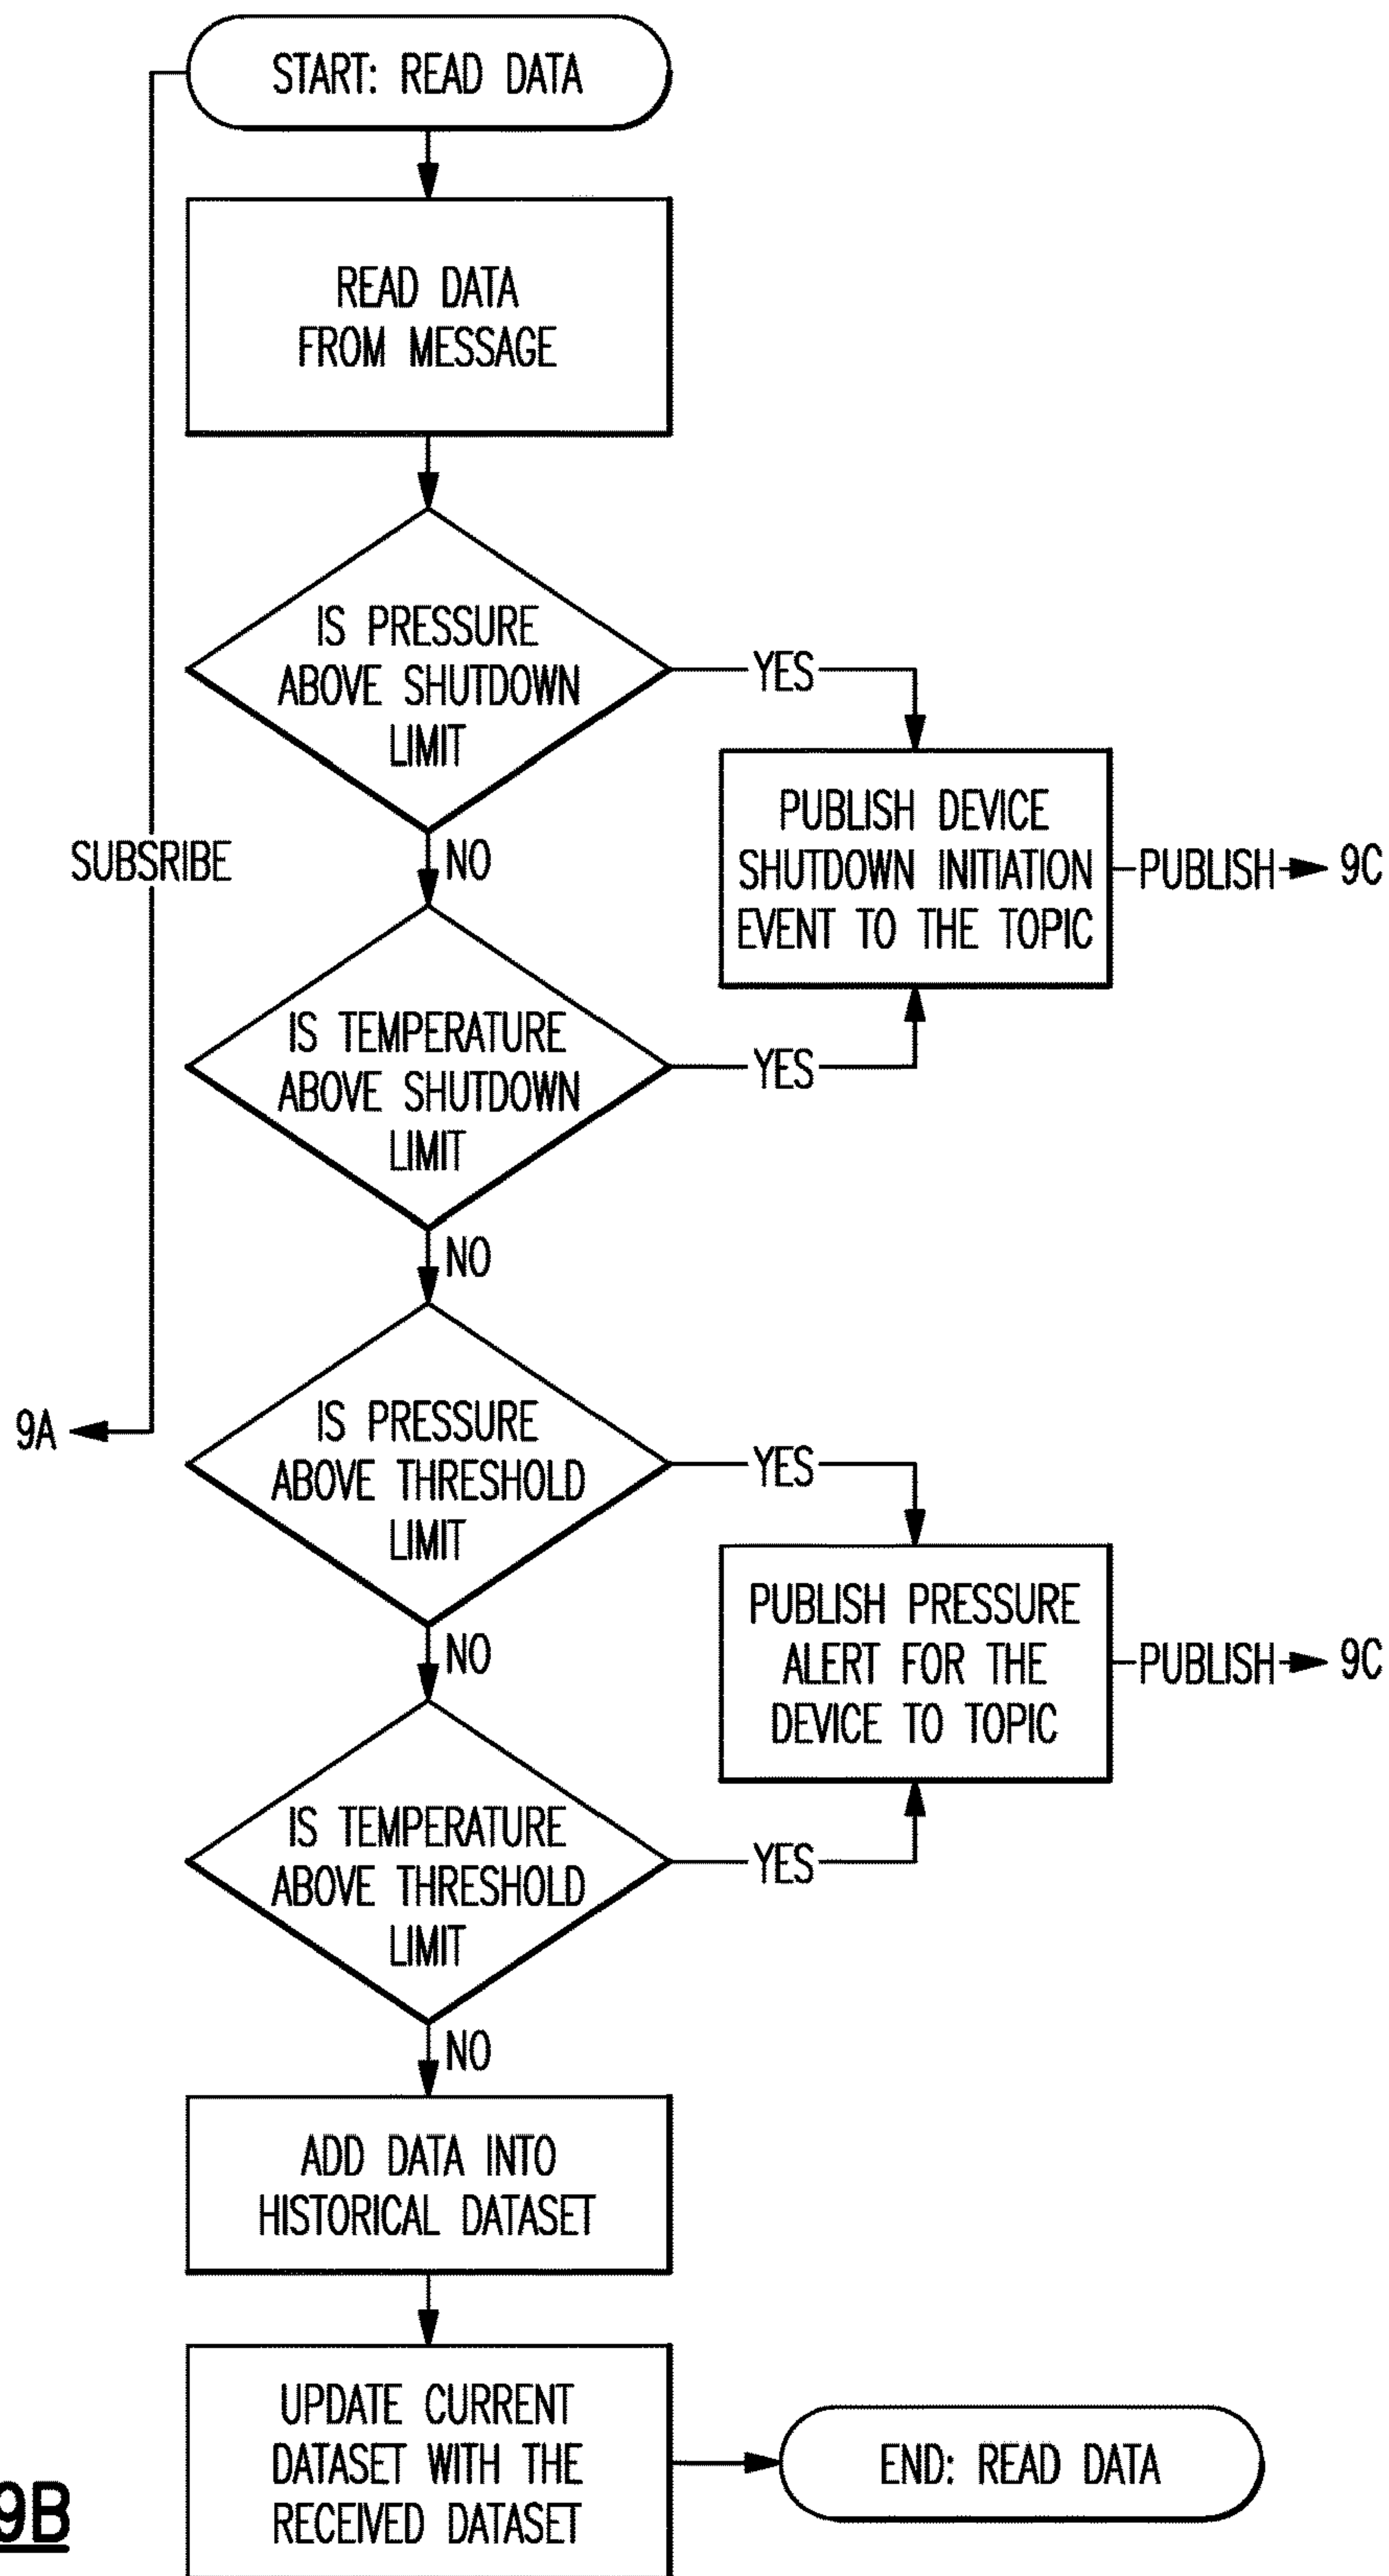 START: READ DATA
READ DATA
FROM MESSAGE
IS PRESSURE
ABOVE SHUTDOWN
LIMIT
YES
PUBLISH DEVICE
SHUTDOWN INITIATION
EVENT TO THE TOPIC
PUBLISH
9C
SUBSRIBE
NO
IS TEMPERATURE
ABOVE SHUTDOWN
LIMIT
YES
NO
9A
IS PRESSURE
ABOVE THRESHOLD
LIMIT
YES
PUBLISH PRESSURE
ALERT FOR THE
DEVICE TO TOPIC
PUBLISH
9C
NO
IS TEMPERATURE
ABOVE THRESHOLD
LIMIT
YES
NO
ADD DATA INTO
HISTORICAL DATASET
UPDATE CURRENT
DATASET WITH THE
RECEIVED DATASET
END: READ DATA
9B